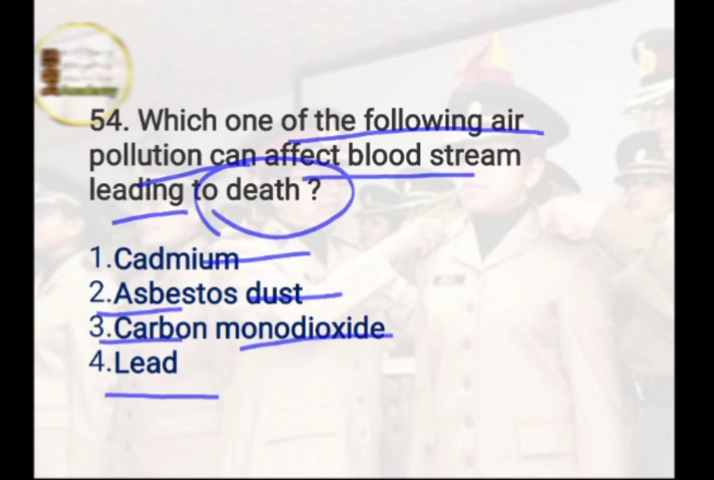 Academy
54. Which one of the following air
pollution can affect blood stream
leading to death ?
1.Cadmium
2.Asbestos dust
3.Carbon monodioxide
4.Lead